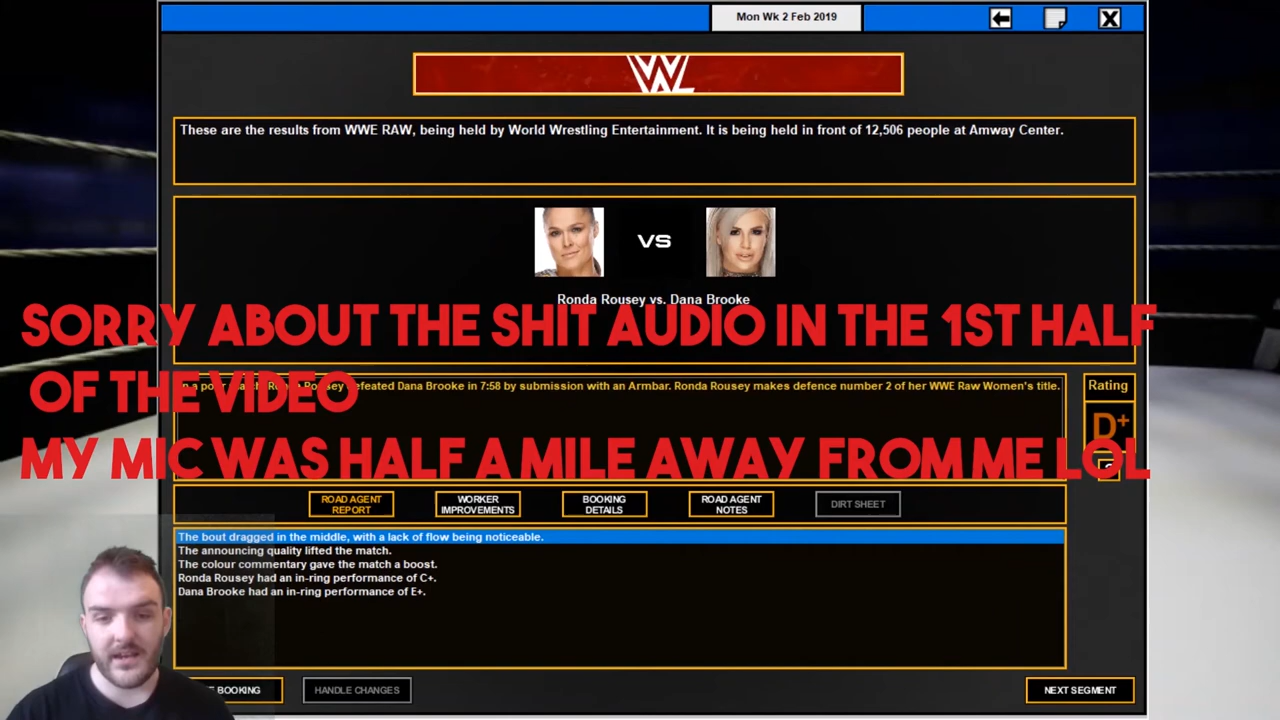 Mon Wk 2 Feb 2019
These are the results from WWE RAW, being held by World Wrestling Entertainment. It is being held in front of 12,506 people at Amway Center.
VS
Ronda Rousey vs. Dana Brooke
SORRY ABOUT THE SHIT AUDIO IN THE 1ST HALF
OF THE VIDEO
MY MIC WAS HALF A MILE AWAY FROM ME LOL
defeated Dana Brooke in 7:58 by submission with an Armbar. Ronda Rousey makes defence number 2 of her WWE Raw Women's title.
Rating
D+
ROAD AGENT REPORT
WORKER IMPROVEMENTS
BOOKING DETAILS
ROAD AGENT NOTES
DIRT SHEET
The bout dragged in the middle, with a lack of flow being noticeable.
The announcing quality lifted the match.
The colour commentary gave the match a boost.
Ronda Rousey had an in-ring performance of C+.
Dana Brooke had an in-ring performance of E+.
BOOKING
HANDLE CHANGES
NEXT SEGMENT